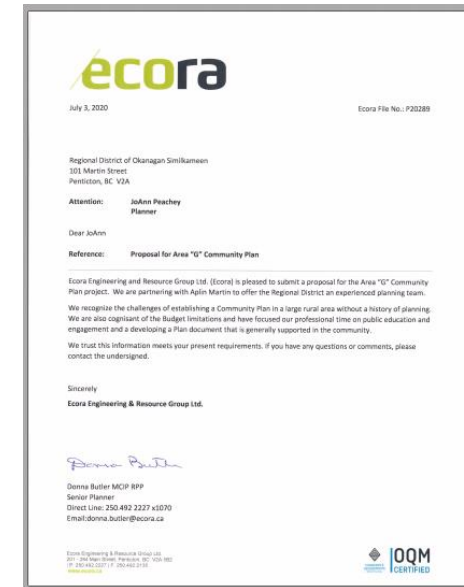 ecora
July 3, 2020
Ecora File No.: P20289
Regional District of Okanagan Similkameen
101 Martin Street
Penticton, BC V2A
Attention: JoAnn Peachey
Planner
Dear JoAnn
Reference: Proposal for Area "G" Community Plan
Ecora Engineering and Resource Group Ltd. (Ecora) is pleased to submit a proposal for the Area "G" Community
Plan project. We are partnering with Aplin Martin to offer the Regional District an experienced planning team.
We recognize the challenges of establishing a Community Plan in a large rural area without a history of planning.
We are also cognisant of the Budget limitations and have focused our professional time on public education and
engagement and a developing a Plan document that is generally supported in the community.
We trust this information meets your present requirements. If you have any questions or comments, please
contact the undersigned.
Sincerely
Ecora Engineering & Resource Group Ltd.
Donna Butler
Donna Butler MCIP RPP
Senior Planner
Direct Line: 250.492 2227 x1070
Email:donna.butler@ecora.ca
Ecora Engineering & Resource Group Ltd.
OQM
CERTIFIED